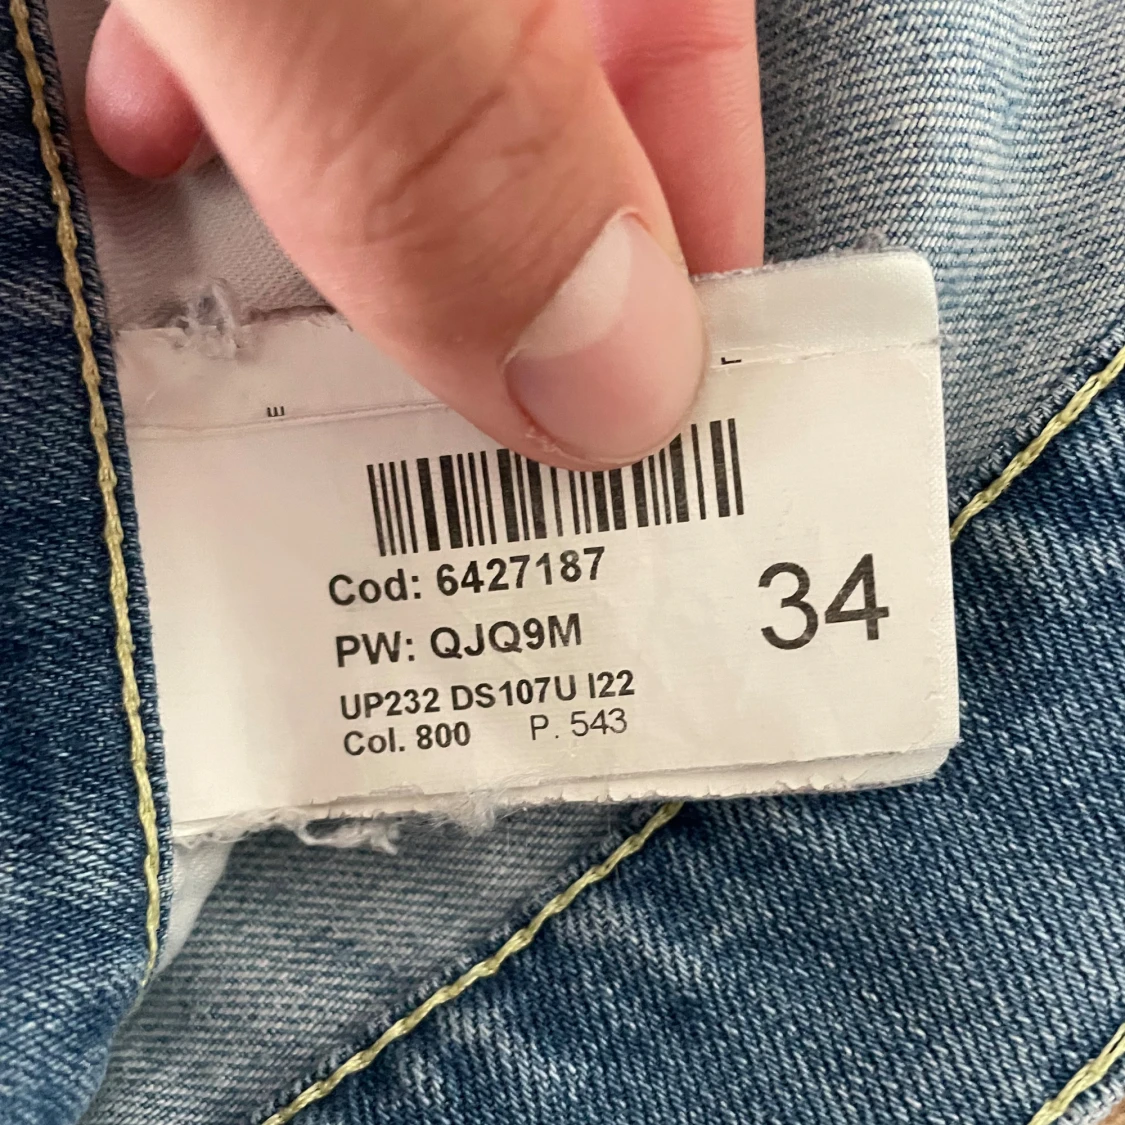 Cod: 6427187
PW: QJQ9M
34
UP232 DS107U I22
Col. 800 P. 543